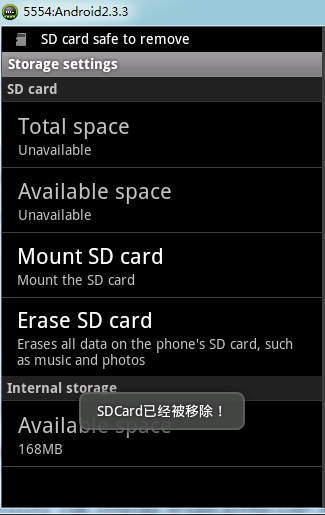 5554:Android2.3.3
SD card safe to remove
Storage settings
SD card
Total space
Unavailable
Available space
Unavailable
Mount SD card
Mount the SD card
Erase SD card
Erases all data on the phone's SD card, such
as music and photos
Internal storage
SDCard已经被移除！
Available space
168MB